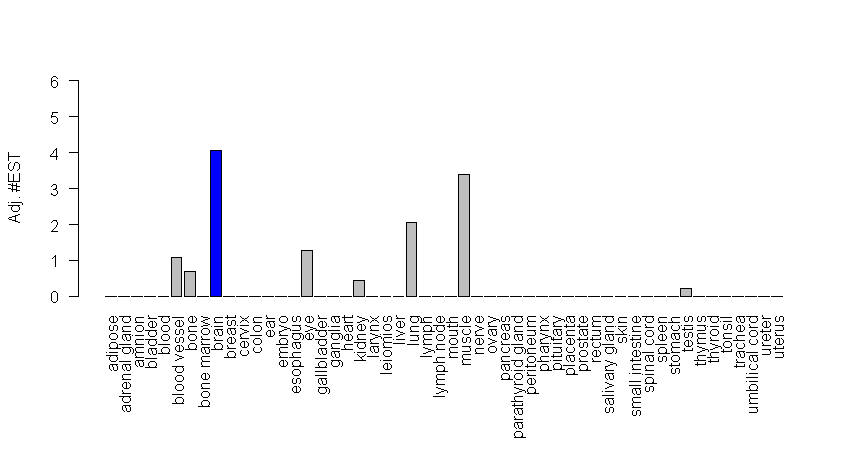 Adj. #EST
6
5
4
3
2
1
0
adipose
adrenal gland
amnion
bladder
blood
blood vessel
bone
bone marrow
brain
breast
cervix
colon
ear
embryo
esophagus
eye
gallbladder
ganglia
heart
kidney
larynx
leiomios
liver
lung
lymph
lymph node
mouth
muscle
nerve
ovary
pancreas
parathyroid gland
peritoneum
pharynx
pituitary
placenta
prostate
rectum
salivary gland
skin
small intestine
spinal cord
spleen
stomach
testis
thymus
thyroid
tonsil
trachea
umbilical cord
ureter
uterus